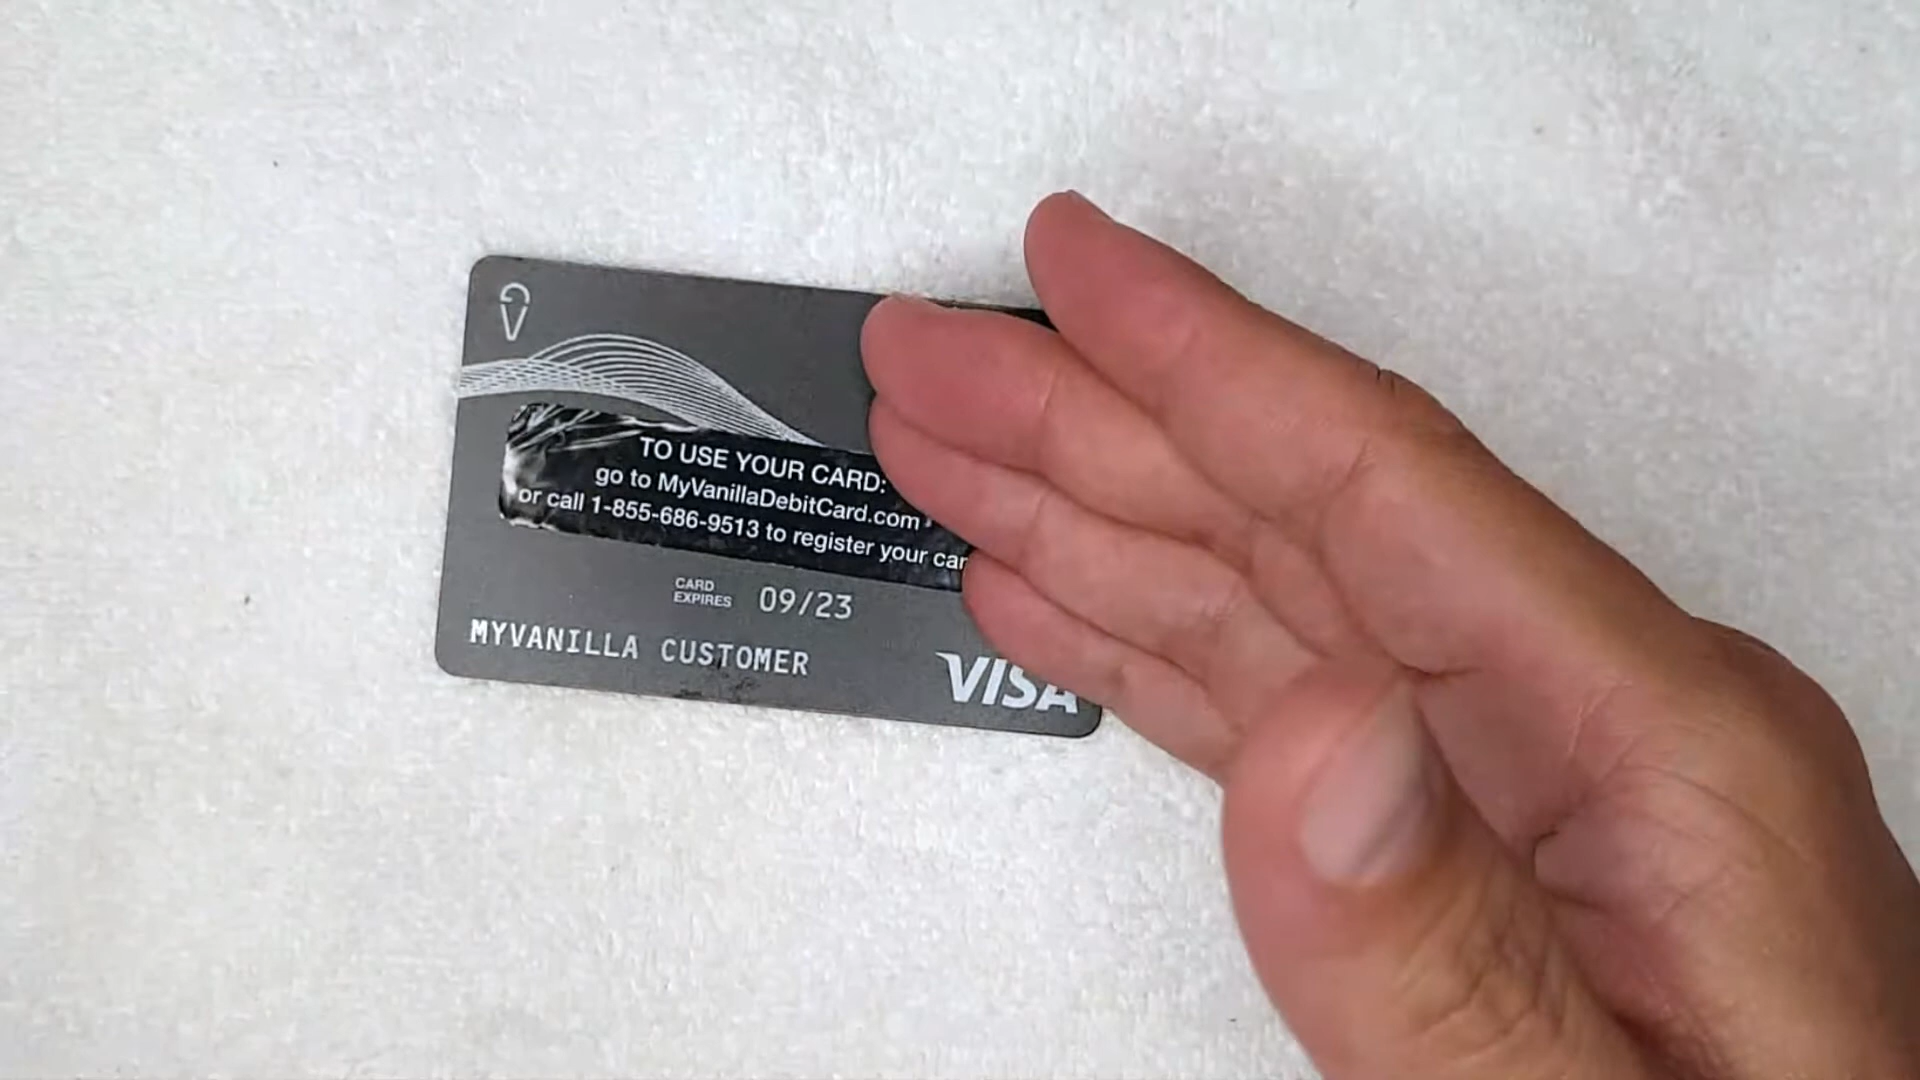 TO USE YOUR CARD:
go to MyVanillaDebitCard.com
or call 1-855-686-9513 to register your
CARD
EXPIRES 09/23
MYVANILLA CUSTOMER
VISA